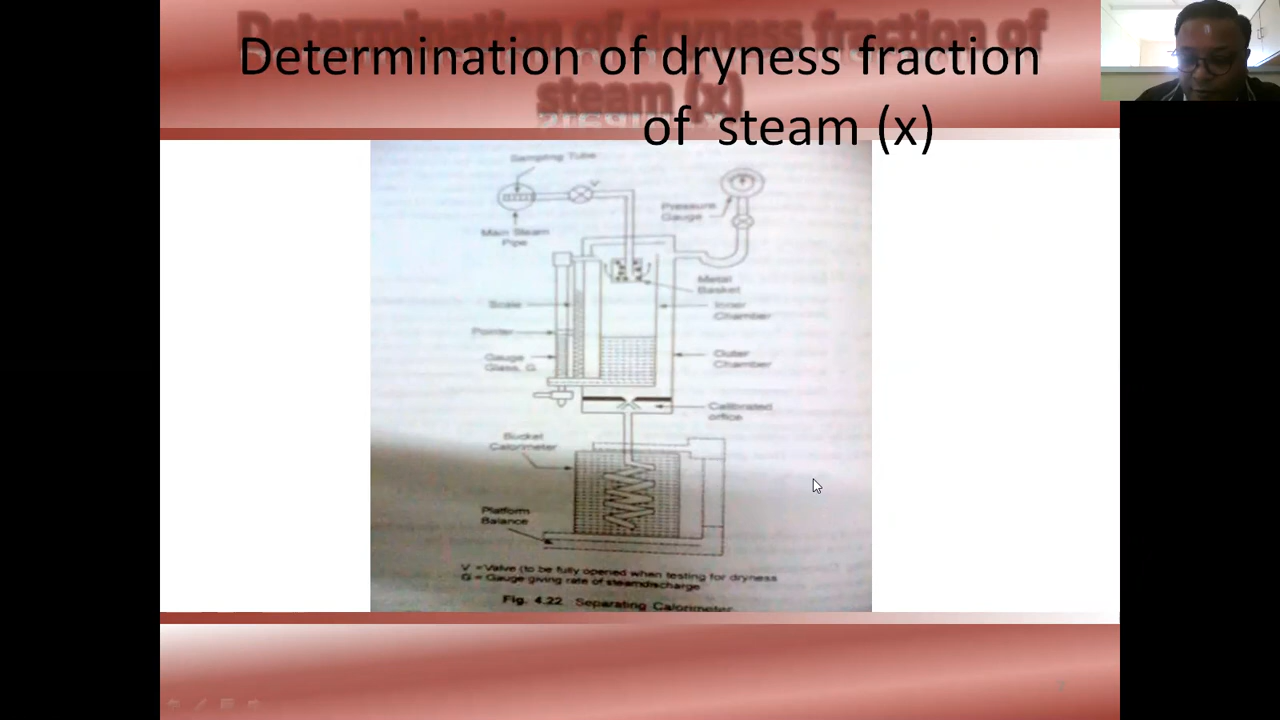 Determination of dryness fraction
of steam (x)
Sampling Tube
V
Pressure
Gauge
Main Steam
Pipe
Metal
Basket
Scale
Inner
Chamber
Pointer
Gauge
Glass, G.
Outer
Chamber
Calibrated
orifice
Bucket
Calorimeter
Platform
Balance
V = Valve (to be fully opened when testing for dryness
G = Gauge giving rate of steamdischarge
Fig. 4.22 Separating Calorimeter